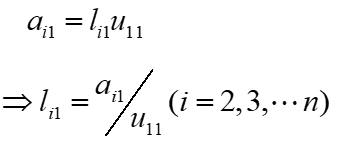 a_{i1} = l_{i1}u_{11}
⇒ l_{i1} = a_{i1}/u_{11} (i = 2,3,⋯n)